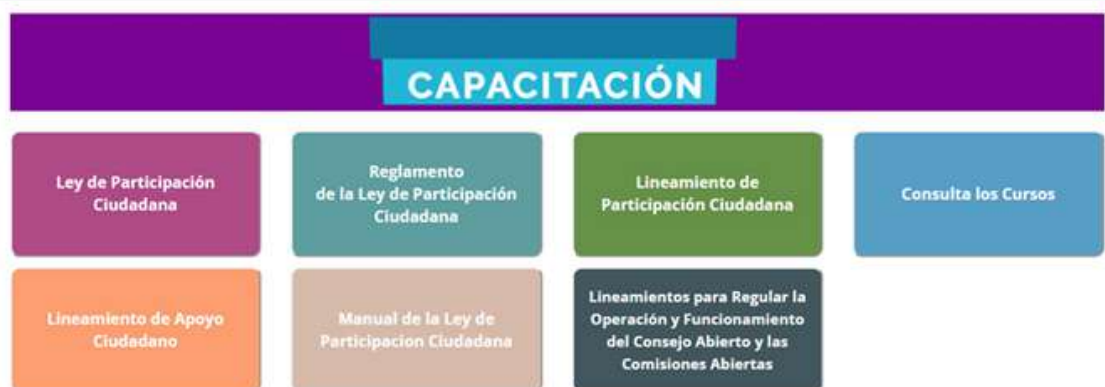 CAPACITACIÓN
Ley de Participación
Ciudadana
Reglamento
de la Ley de Participación
Ciudadana
Lineamiento de
Participación Ciudadana
Consulta los Cursos
Lineamiento de Apoyo
Ciudadano
Manual de la Ley de
Participacion Ciudadana
Lineamientos para Regular la
Operación y Funcionamiento
del Consejo Abierto y las
Comisiones Abiertas